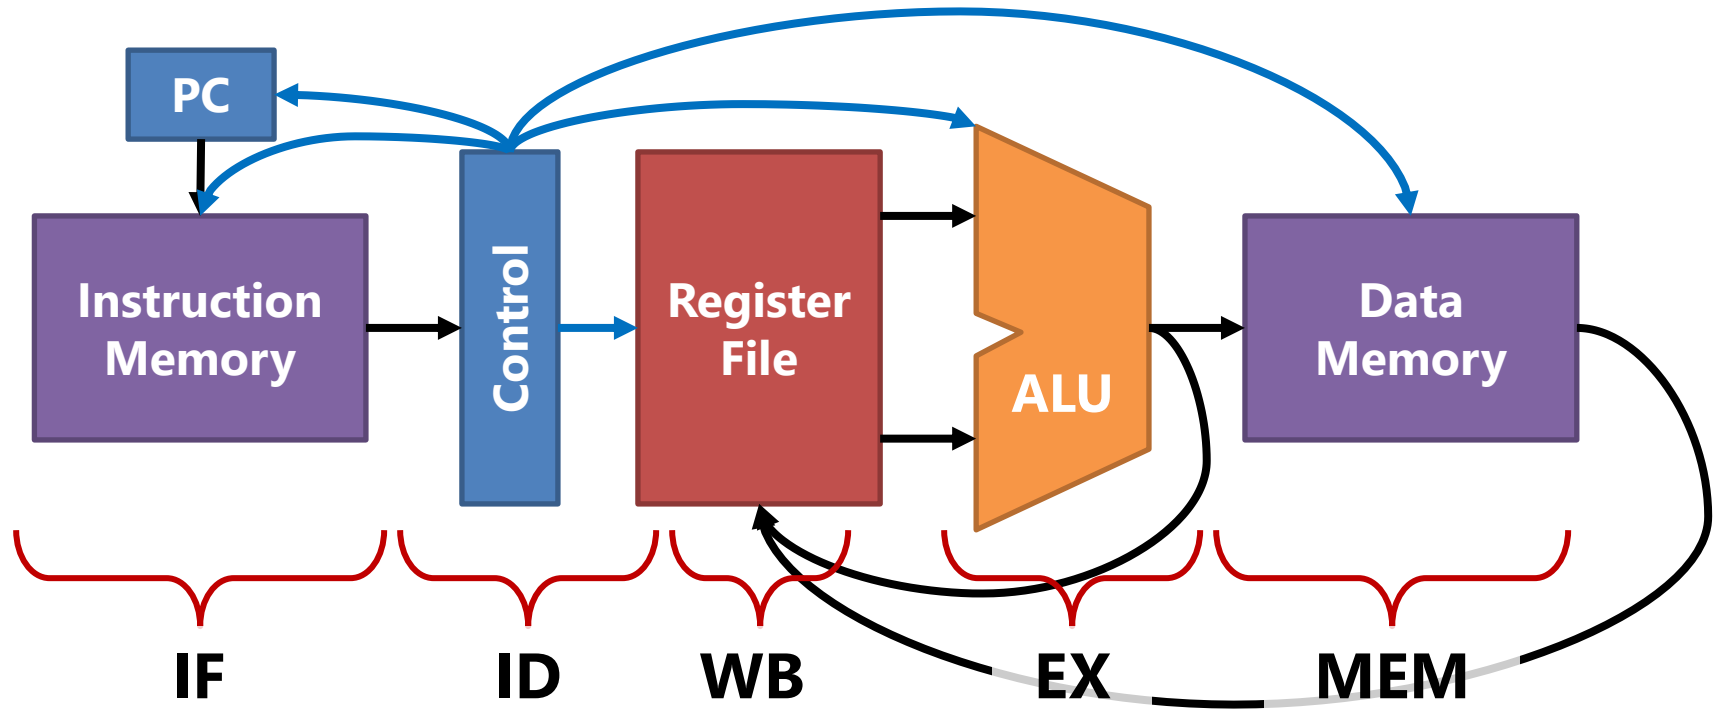 PC
Instruction
Memory
Control
Register
File
ALU
Data
Memory
IF
ID
WB
EX
MEM